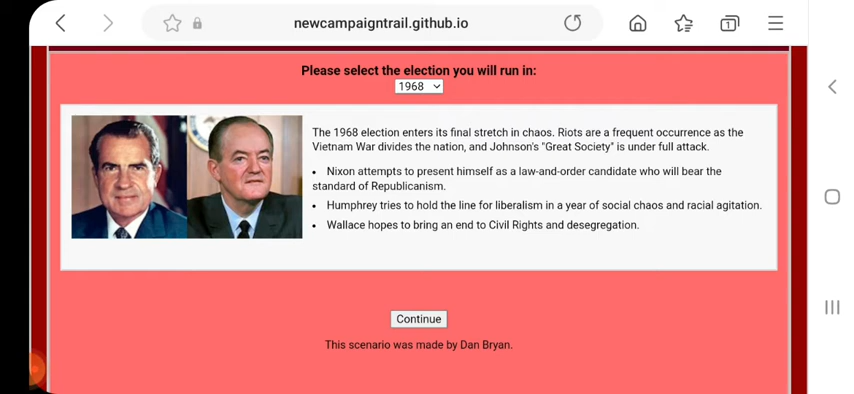 newcampaigntrail.github.io
1
Please select the election you will run in:
1968
The 1968 election enters its final stretch in chaos. Riots are a frequent occurrence as the
Vietnam War divides the nation, and Johnson's "Great Society" is under full attack.
• Nixon attempts to present himself as a law-and-order candidate who will bear the
standard of Republicanism.
• Humphrey tries to hold the line for liberalism in a year of social chaos and racial agitation.
• Wallace hopes to bring an end to Civil Rights and desegregation.
Continue
This scenario was made by Dan Bryan.